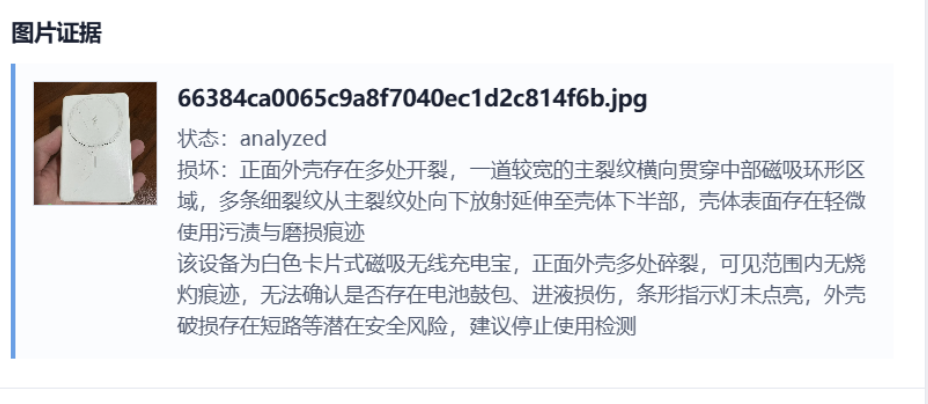 图片证据
66384ca0065c9a8f7040ec1d2c814f6b.jpg
状态：analyzed
损坏：正面外壳存在多处开裂，一道较宽的主裂纹横向贯穿中部磁吸环形区
域，多条细裂纹从主裂纹处向下放射延伸至壳体下半部，壳体表面存在轻微
使用污渍与磨损痕迹
该设备为白色卡片式磁吸无线充电宝，正面外壳多处碎裂，可见范围内无烧
灼痕迹，无法确认是否存在电池鼓包、进液损伤，条形指示灯未点亮，外壳
破损存在短路等潜在安全风险，建议停止使用检测